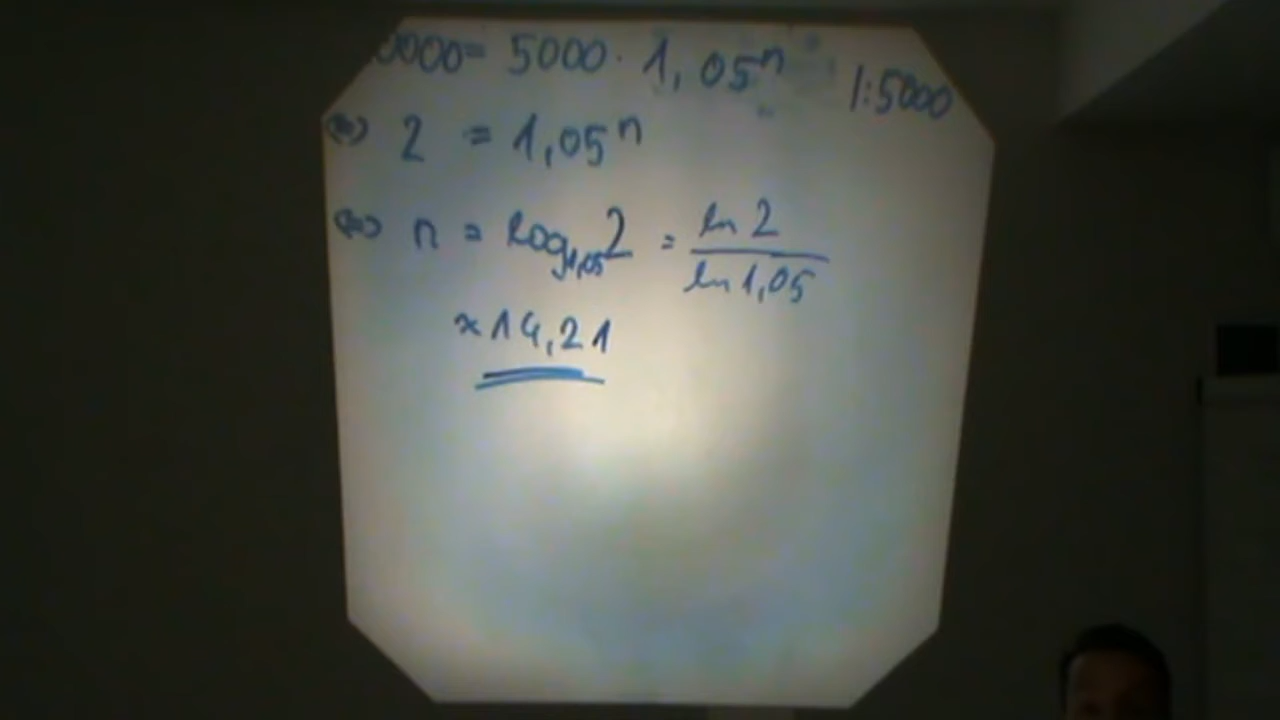 0000 = 5000 · 1,05ⁿ |:5000
⇔ 2 = 1,05ⁿ
⇔ n = log₁,₀₅ 2 = ln 2 / ln 1,05
≈ 14,21